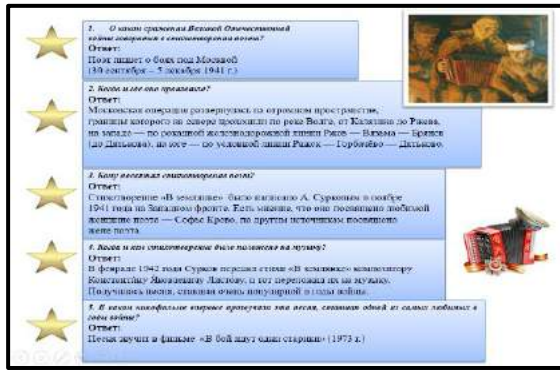 1. О каком сражении Великой Отечественной
войны говорится в стихотворении поэта?
Ответ:
Поэт пишет о боях под Москвой
(30 сентября – 5 декабря 1941 г.)
2. Когда и где оно произошло?
Ответ:
Московская операция развернулась на огромном пространстве,
границы которого на севере проходили по реке Волга, от Калязина до Ржева,
на западе — по рокадной железнодорожной линии Ржев — Вязьма — Брянск
(до Дятькова), на юге — по условной линии Ряжск — Горбачёво — Дятьково.
3. Кому посвятил стихотворение поэт?
Ответ:
Стихотворение «В землянке» было написано А. Сурковым в ноябре
1941 года на Западном фронте. Есть мнение, что оно посвящено любимой
женщине поэта — Софье Крево, по другим источникам посвящено
жене поэта.
4. Когда и как стихотворение было положено на музыку?
Ответ:
В феврале 1942 года Сурков передал стихи «В землянке» композитору
Константину Яковлевичу Листову, и тот переложил их на музыку.
Получилась песня, ставшая очень популярной в годы войны.
5. В каком кинофильме впервые прозвучала эта песня, ставшая одной из самых любимых в
годы войны?
Ответ:
Песня звучит в фильме «В бой идут одни старики» (1973 г.)